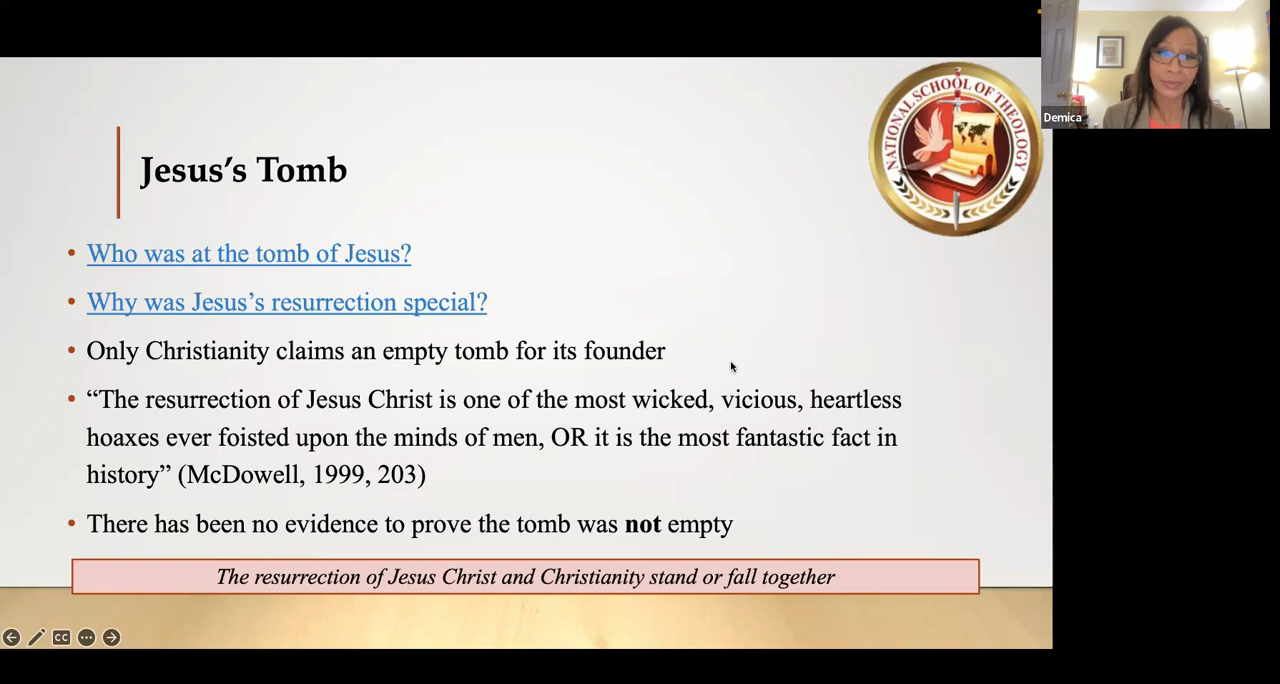 NATIONAL SCHOOL OF THEOLOGY
Demica
Jesus’s Tomb
• Who was at the tomb of Jesus?
• Why was Jesus’s resurrection special?
• Only Christianity claims an empty tomb for its founder
• “The resurrection of Jesus Christ is one of the most wicked, vicious, heartless
hoaxes ever foisted upon the minds of men, OR it is the most fantastic fact in
history” (McDowell, 1999, 203)
• There has been no evidence to prove the tomb was not empty
The resurrection of Jesus Christ and Christianity stand or fall together
CC